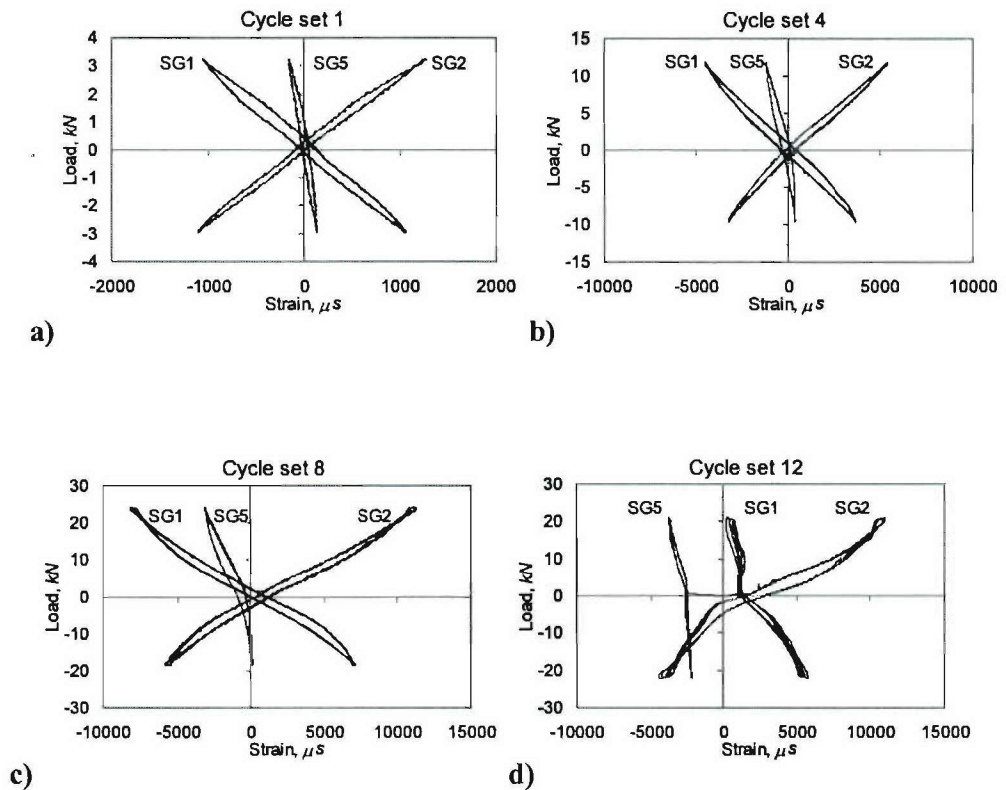 Cycle set 1
4
3
2
1
0
-1
-2
-3
-4
Load, kN
SG1
SG5
SG2
-2000 -1000 0 1000 2000
Strain, μs
a)
Cycle set 4
15
10
5
0
-5
-10
-15
Load, kN
SG1
SG5
SG2
-10000 -5000 0 5000 10000
Strain, μs
b)
Cycle set 8
30
20
10
0
-10
-20
-30
Load, kN
SG1
SG5
SG2
-10000 -5000 0 5000 10000 15000
Strain, μs
c)
Cycle set 12
30
20
10
0
-10
-20
-30
Load, kN
SG5
SG1
SG2
-10000 -5000 0 5000 10000 15000
Strain, μs
d)